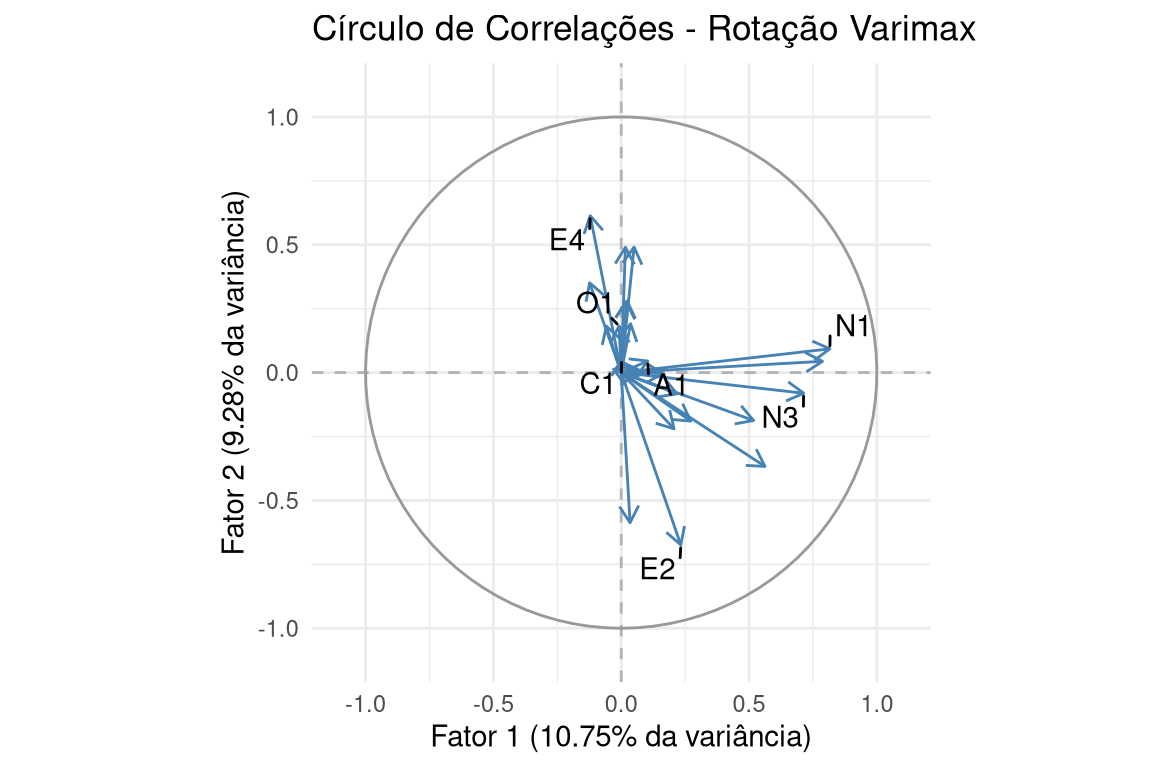 Círculo de Correlações - Rotação Varimax
Fator 2 (9.28% da variância)
1.0
0.5
0.0
-0.5
-1.0
E4
O1
N1
C1
A1
N3
E2
-1.0
-0.5
0.0
0.5
1.0
Fator 1 (10.75% da variância)